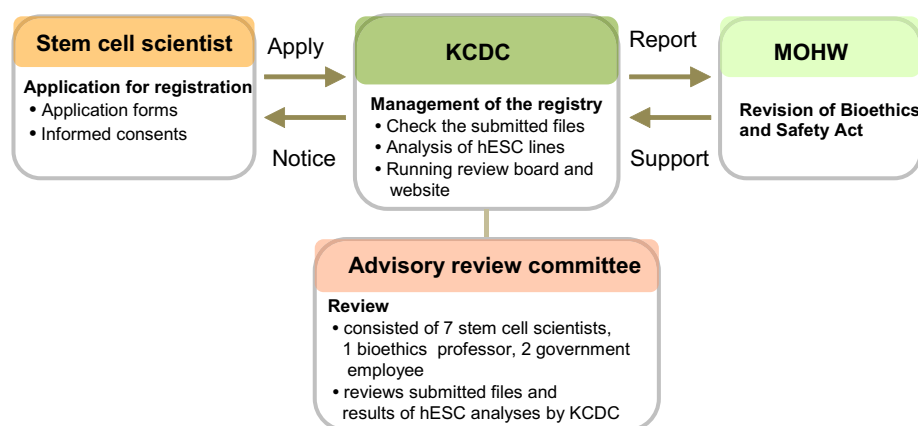 Stem cell scientist
Application for registration
• Application forms
• Informed consents
Apply
Notice
KCDC
Management of the registry
• Check the submitted files
• Analysis of hESC lines
• Running review board and
website
Report
Support
MOHW
Revision of Bioethics
and Safety Act
Advisory review committee
Review
• consisted of 7 stem cell scientists,
1 bioethics professor, 2 government
employee
• reviews submitted files and
results of hESC analyses by KCDC